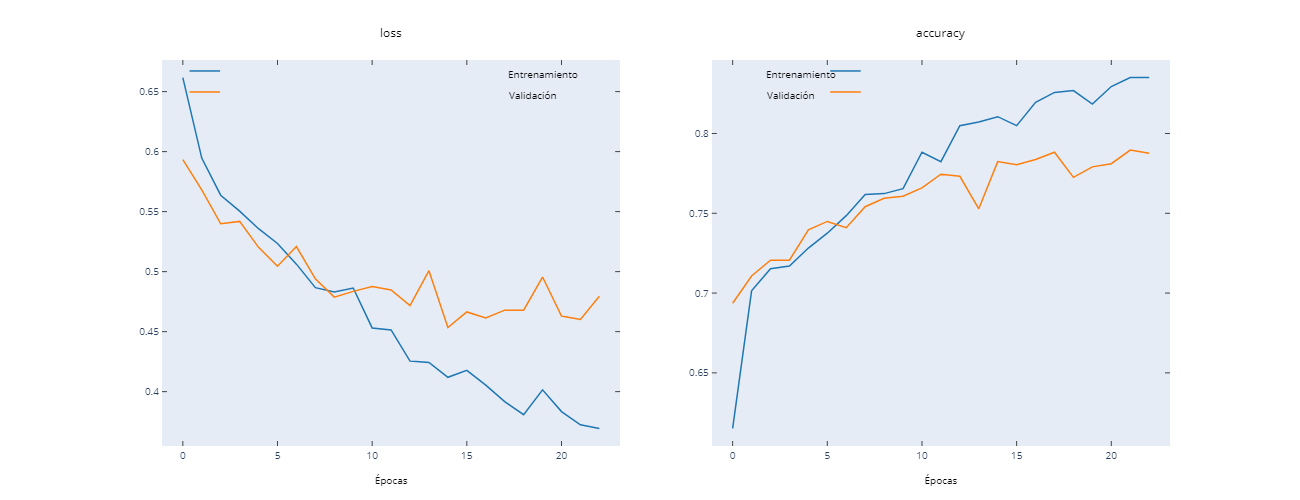 loss
Entrenamiento
Validación
0.65
0.6
0.55
0.5
0.45
0.4
0 5 10 15 20
Épocas
accuracy
Entrenamiento
Validación
0.8
0.75
0.7
0.65
0 5 10 15 20
Épocas